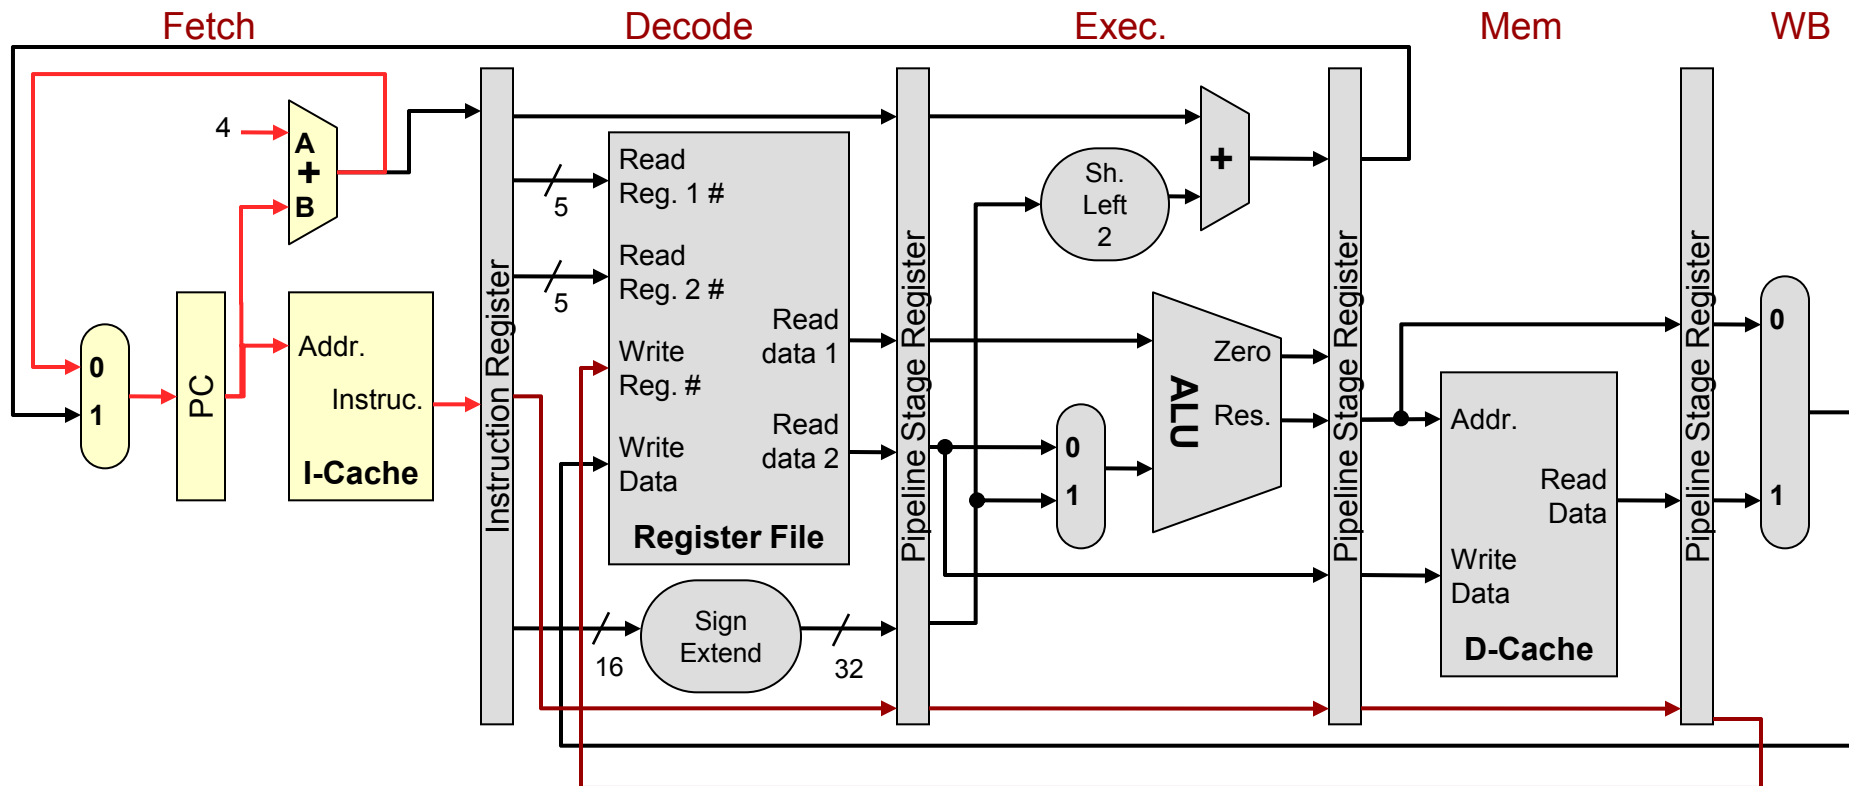 Fetch
Decode
Exec.
Mem
WB
4
A
+
B
0
1
PC
Addr.
Instruc.
I-Cache
Instruction Register
5
5
16
32
Read
Reg. 1 #
Read
Reg. 2 #
Write
Reg. #
Write
Data
Read
data 1
Read
data 2
Register File
Sign
Extend
Pipeline Stage Register
Sh.
Left
2
+
0
1
ALU
Zero
Res.
Pipeline Stage Register
Addr.
Read
Data
Write
Data
D-Cache
Pipeline Stage Register
0
1